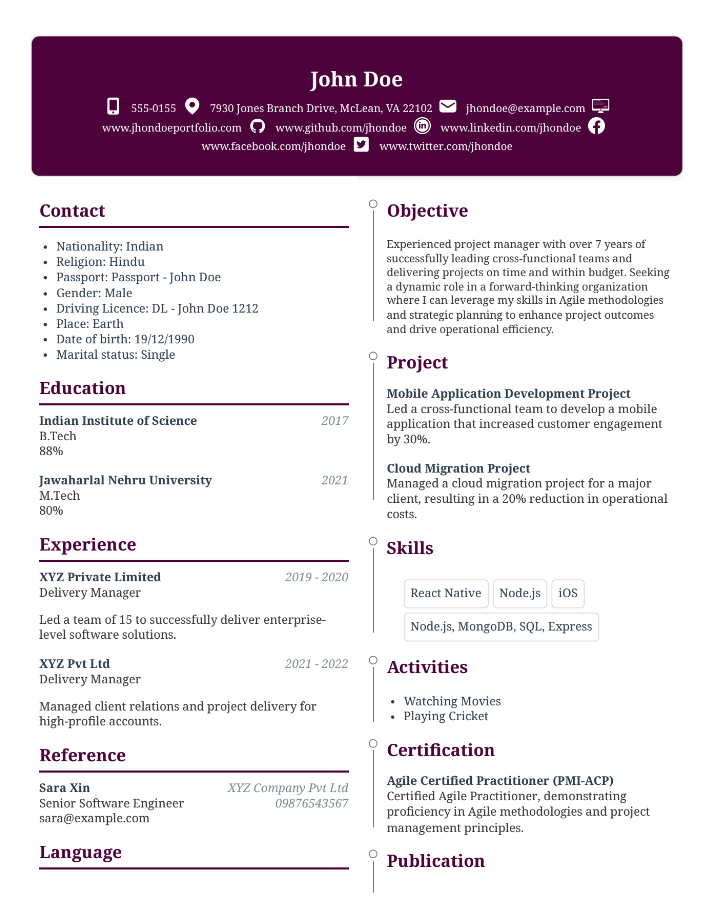 John Doe
555-0155 7930 Jones Branch Drive, McLean, VA 22102 jhondoe@example.com
www.jhondoeportfolio.com www.github.com/jhondoe www.linkedin.com/jhondoe
www.facebook.com/jhondoe www.twitter.com/jhondoe
Contact
• Nationality: Indian
• Religion: Hindu
• Passport: Passport - John Doe
• Gender: Male
• Driving Licence: DL - John Doe 1212
• Place: Earth
• Date of birth: 19/12/1990
• Marital status: Single
Education
Indian Institute of Science 2017
B.Tech
88%
Jawaharlal Nehru University 2021
M.Tech
80%
Experience
XYZ Private Limited 2019 - 2020
Delivery Manager
Led a team of 15 to successfully deliver enterprise-
level software solutions.
XYZ Pvt Ltd 2021 - 2022
Delivery Manager
Managed client relations and project delivery for
high-profile accounts.
Reference
Sara Xin XYZ Company Pvt Ltd
Senior Software Engineer 09876543567
sara@example.com
Language
Objective
Experienced project manager with over 7 years of
successfully leading cross-functional teams and
delivering projects on time and within budget. Seeking
a dynamic role in a forward-thinking organization
where I can leverage my skills in Agile methodologies
and strategic planning to enhance project outcomes
and drive operational efficiency.
Project
Mobile Application Development Project
Led a cross-functional team to develop a mobile
application that increased customer engagement
by 30%.
Cloud Migration Project
Managed a cloud migration project for a major
client, resulting in a 20% reduction in operational
costs.
Skills
React Native Node.js iOS
Node.js, MongoDB, SQL, Express
Activities
• Watching Movies
• Playing Cricket
Certification
Agile Certified Practitioner (PMI-ACP)
Certified Agile Practitioner, demonstrating
proficiency in Agile methodologies and project
management principles.
Publication